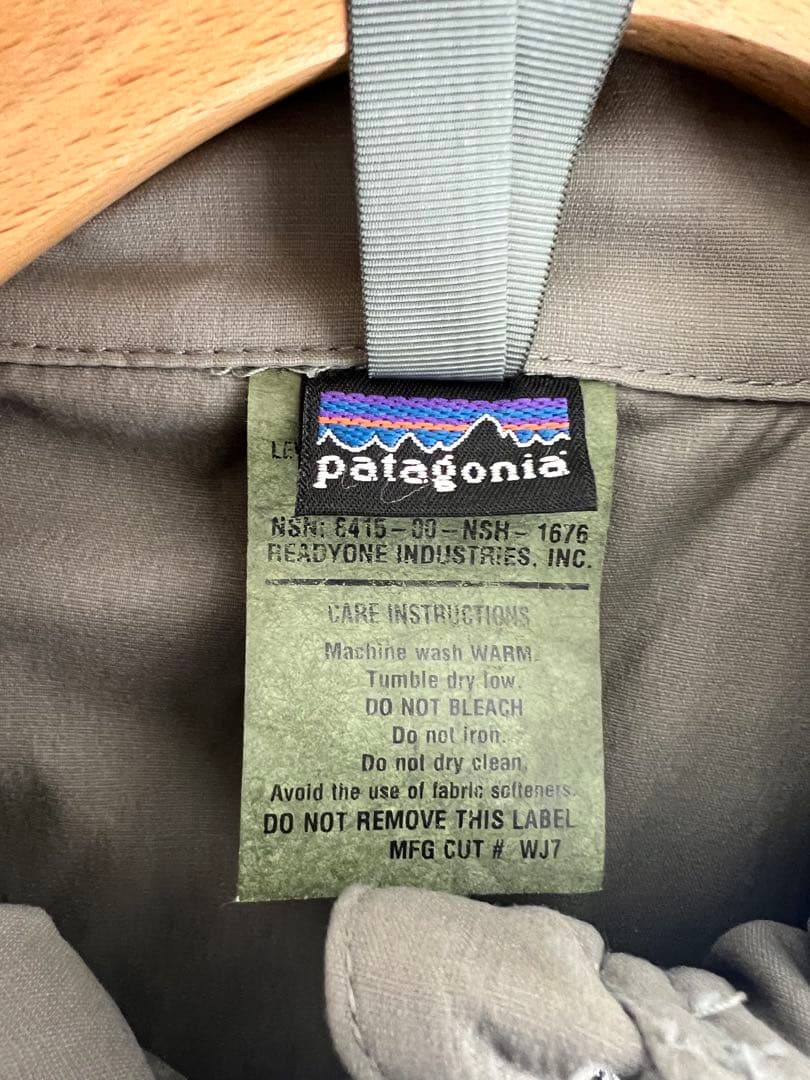 patagonia
NSN: 8415-00-NSH-1676
READYONE INDUSTRIES, INC.
CARE INSTRUCTIONS
Machine wash WARM.
Tumble dry low.
DO NOT BLEACH
Do not iron.
Do not dry clean.
Avoid the use of fabric softeners.
DO NOT REMOVE THIS LABEL
MFG CUT # WJ7